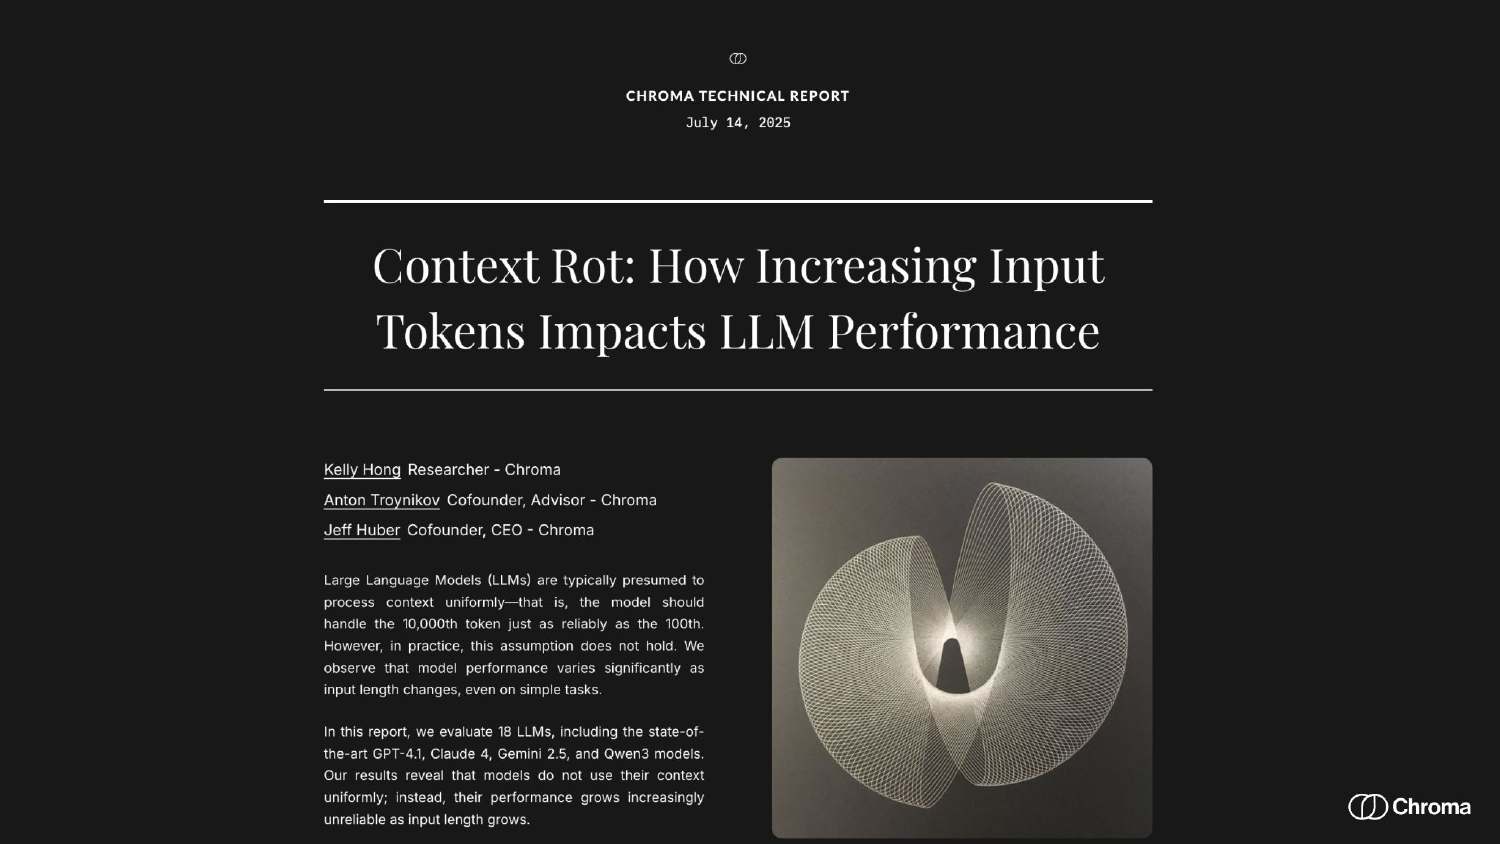 CHROMA TECHNICAL REPORT
July 14, 2025
Context Rot: How Increasing Input
Tokens Impacts LLM Performance
Kelly Hong Researcher - Chroma
Anton Troynikov Cofounder, Advisor - Chroma
Jeff Huber Cofounder, CEO - Chroma
Large Language Models (LLMs) are typically presumed to
process context uniformly—that is, the model should
handle the 10,000th token just as reliably as the 100th.
However, in practice, this assumption does not hold. We
observe that model performance varies significantly as
input length changes, even on simple tasks.
In this report, we evaluate 18 LLMs, including the state-of-
the-art GPT-4.1, Claude 4, Gemini 2.5, and Qwen3 models.
Our results reveal that models do not use their context
uniformly; instead, their performance grows increasingly
unreliable as input length grows.
Chroma